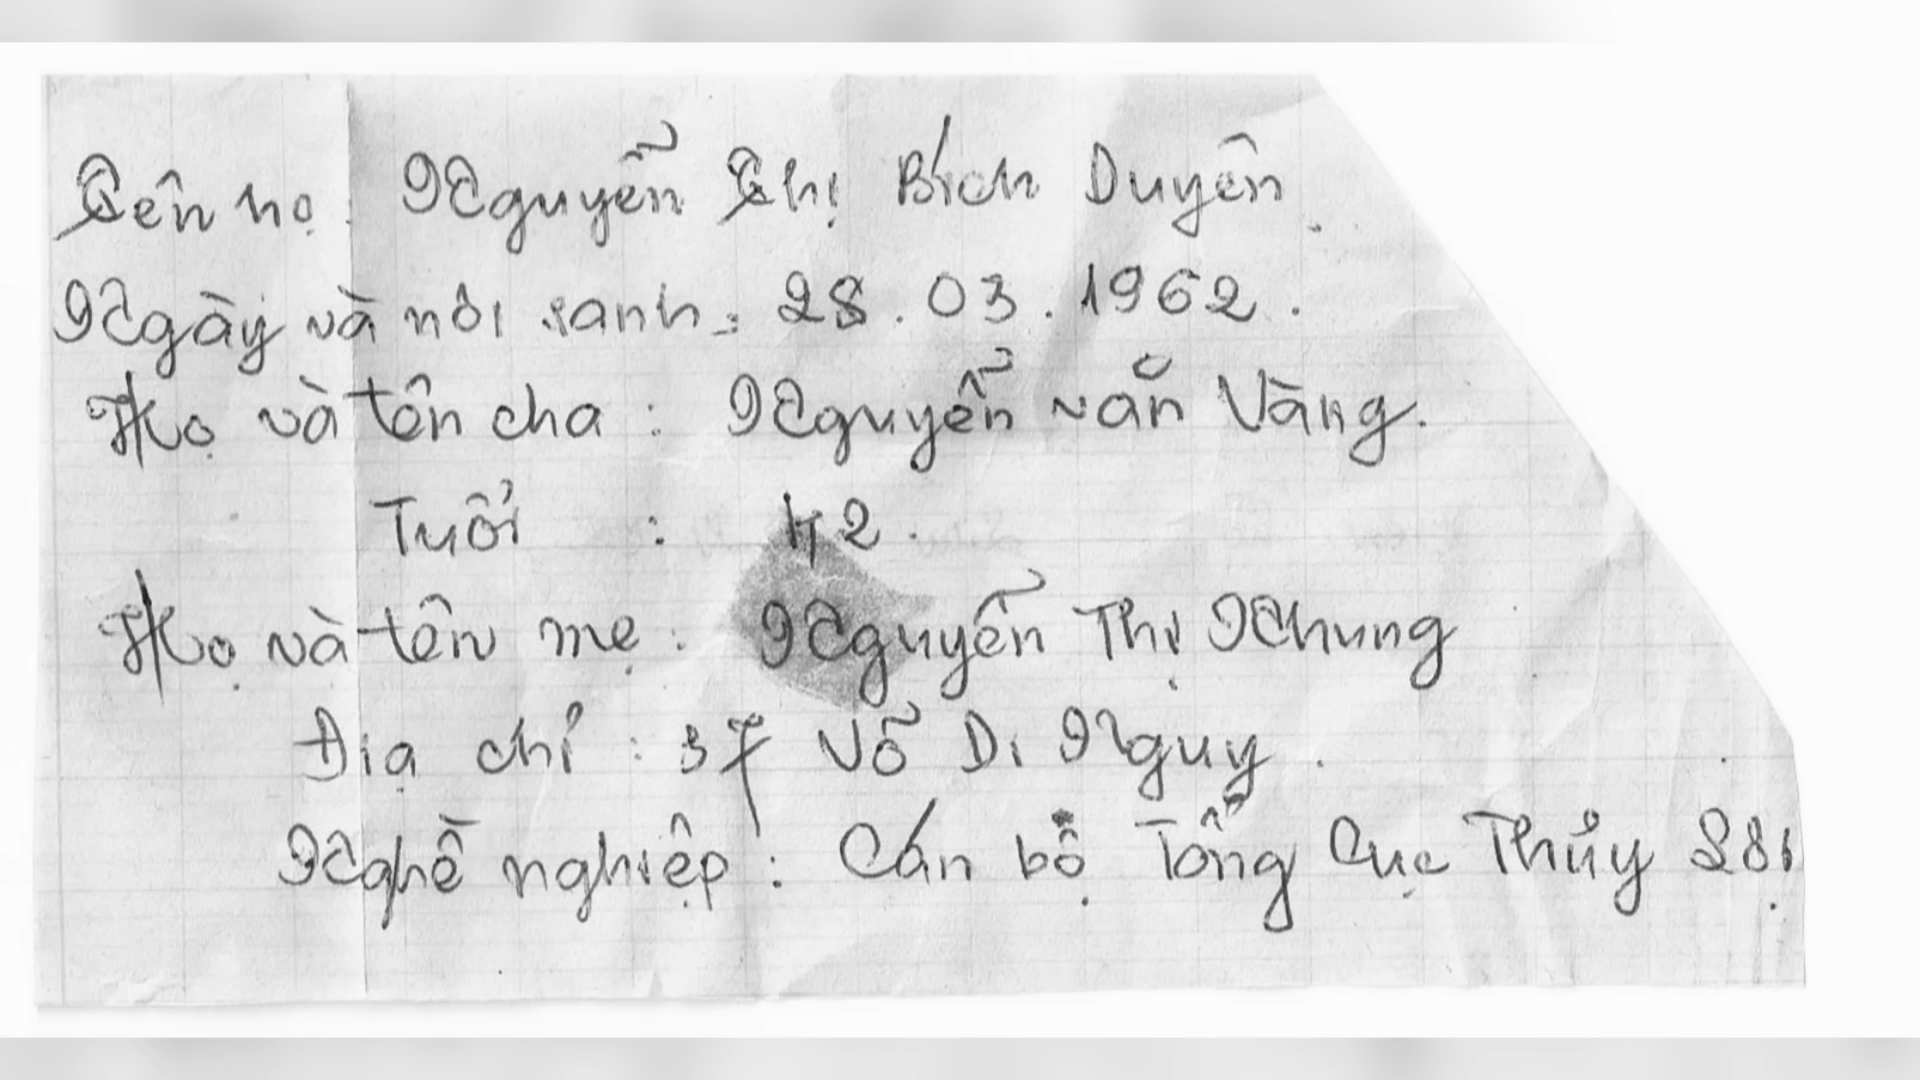 Tên họ : Nguyễn Thị Bích Duyên.
Ngày và nôi sanh : 28.03.1962.
Họ và tên cha : Nguyễn văn Vàng.
Tuổi : 42.
Họ và tên mẹ : Nguyễn Thị Nhung
Địa chỉ : 37 Võ Di Nguy.
Nghề nghiệp : Cán bộ Tổng Cục Thủy Lôị